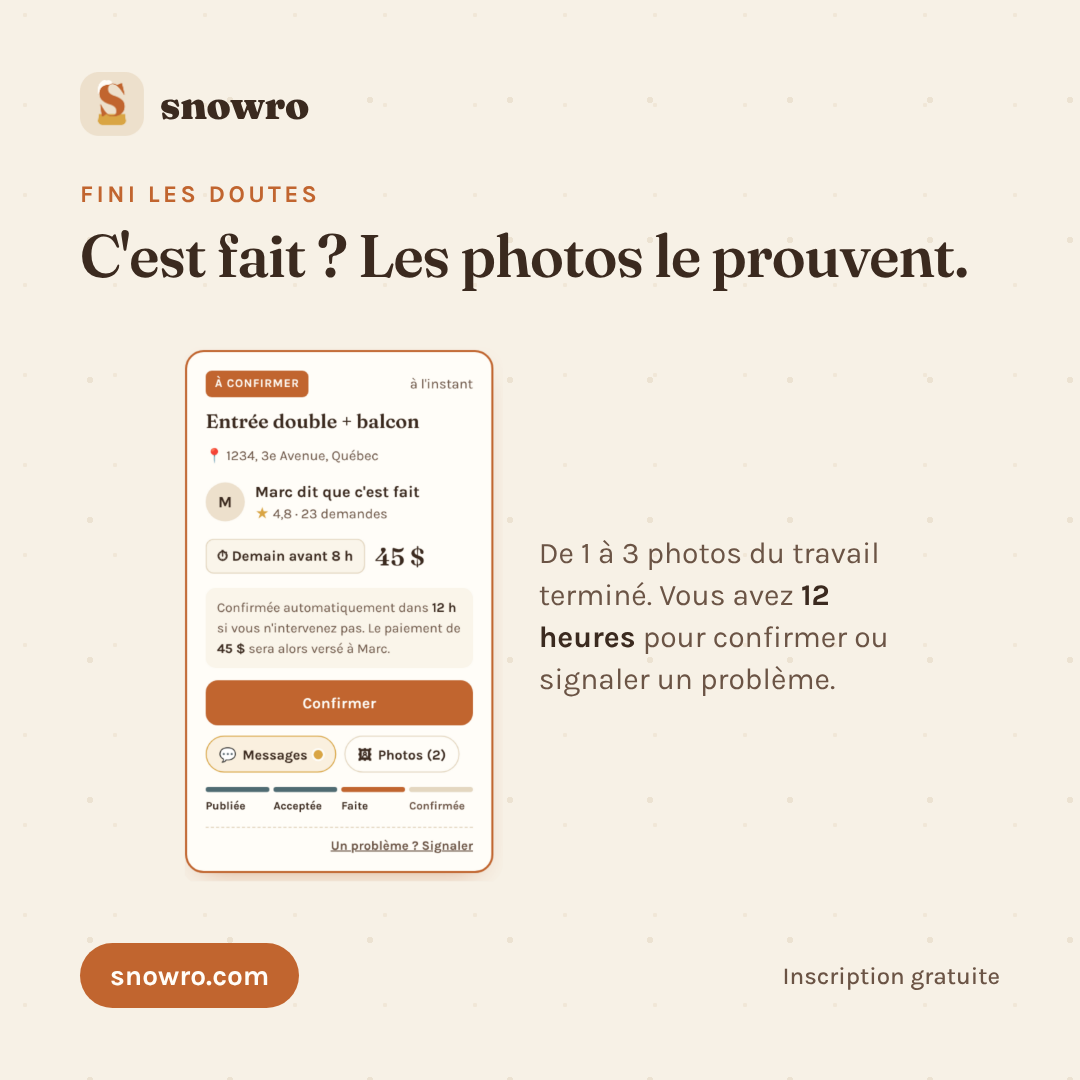 S
snowro
FINI LES DOUTES
C'est fait ? Les photos le prouvent.
À CONFIRMER
à l'instant
Entrée double + balcon
📍 1234, 3e Avenue, Québec
M
Marc dit que c'est fait
★ 4,8 · 23 demandes
⏱ Demain avant 8 h
45 $
Confirmée automatiquement dans 12 h
si vous n'intervenez pas. Le paiement de
45 $ sera alors versé à Marc.
Confirmer
💬 Messages
🖼 Photos (2)
Publiée
Acceptée
Faite
Confirmée
Un problème ? Signaler
De 1 à 3 photos du travail
terminé. Vous avez 12
heures pour confirmer ou
signaler un problème.
snowro.com
Inscription gratuite